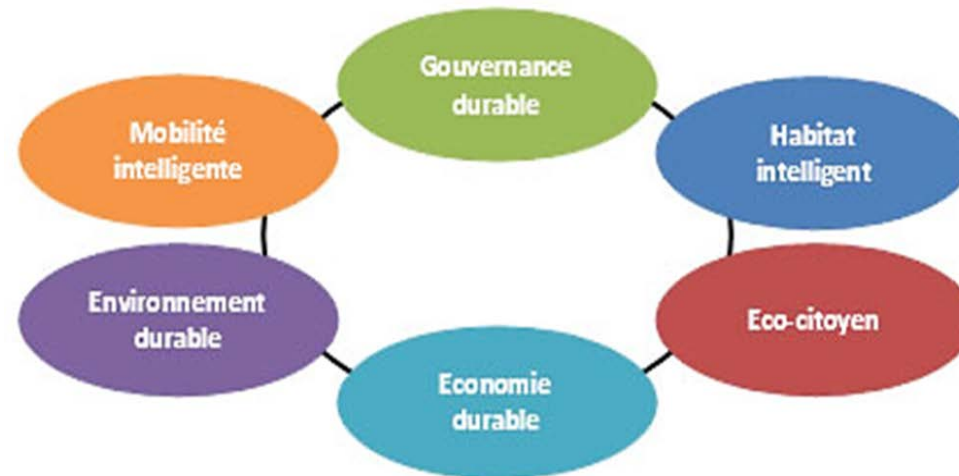 Gouvernance
durable
Mobilité
intelligente
Habitat
intelligent
Environnement
durable
Eco-citoyen
Economie
durable